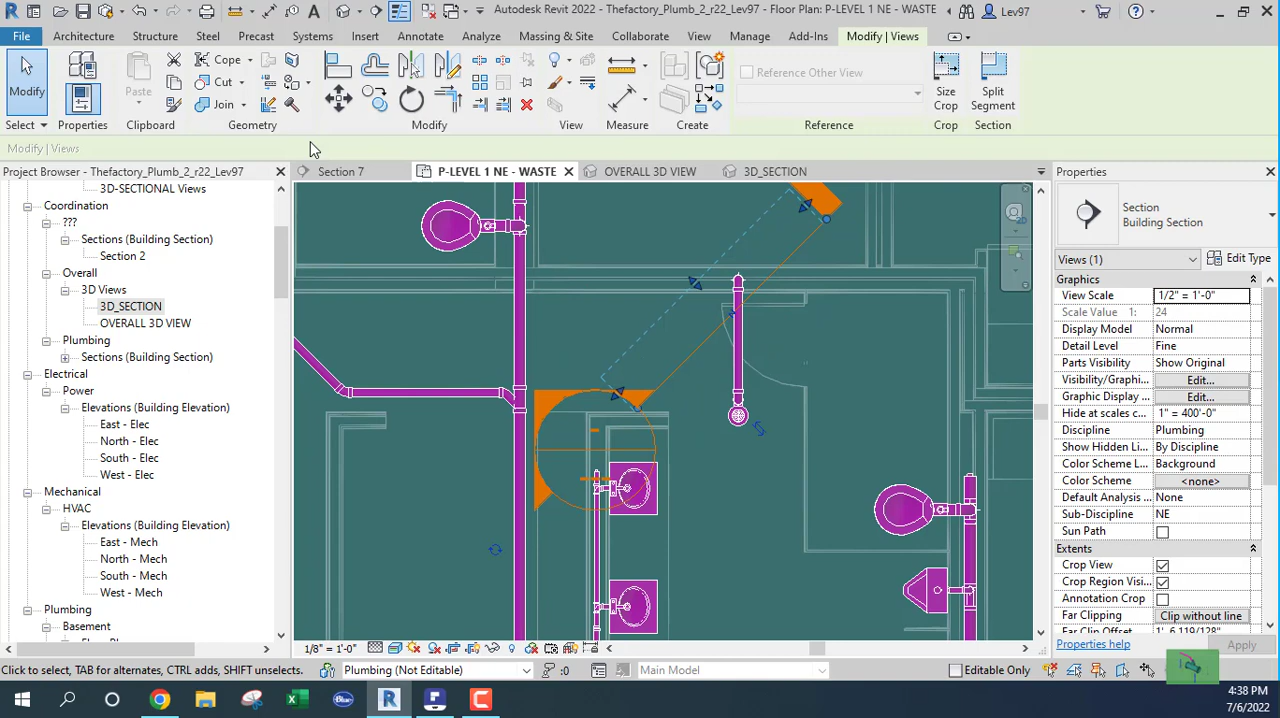 Autodesk Revit 2022 - Thefactory_Plumb_2_r22_Lev97 - Floor Plan: P-LEVEL 1 NE - WASTE
Lev97
File Architecture Structure Steel Precast Systems Insert Annotate Analyze Massing & Site Collaborate View Manage Add-Ins Modify | Views
Cope
Cut
Join
Reference Other View
Modify
Properties
Paste
Size Crop
Split Segment
Select Properties Clipboard Geometry Modify View Measure Create Reference Crop Section
Modify | Views
Project Browser - Thefactory_Plumb_2_r22_Lev97
Section 7
P-LEVEL 1 NE - WASTE
OVERALL 3D VIEW
3D_SECTION
Properties
3D-SECTIONAL Views
Coordination
???
Sections (Building Section)
Section 2
Overall
3D Views
3D_SECTION
OVERALL 3D VIEW
Plumbing
Sections (Building Section)
Electrical
Power
Elevations (Building Elevation)
East - Elec
North - Elec
South - Elec
West - Elec
Mechanical
HVAC
Elevations (Building Elevation)
East - Mech
North - Mech
South - Mech
West - Mech
Plumbing
Basement
Section
Building Section
Views (1)
Edit Type
Graphics
View Scale 1/2" = 1'-0"
Scale Value 1: 24
Display Model Normal
Detail Level Fine
Parts Visibility Show Original
Visibility/Graphi... Edit...
Graphic Display ... Edit...
Hide at scales c... 1" = 400'-0"
Discipline Plumbing
Show Hidden Lin... By Discipline
Color Scheme L... Background
Color Scheme <none>
Default Analysis ... None
Sub-Discipline NE
Sun Path
Extents
Crop View
Crop Region Visi...
Annotation Crop
Far Clipping Clip without line
Far Clip Offset 1' 6 119/128"
Properties help
Apply
1/8" = 1'-0"
Click to select, TAB for alternates, CTRL adds, SHIFT unselects.
Plumbing (Not Editable)
:0
Main Model
Editable Only
4:38 PM
7/6/2022